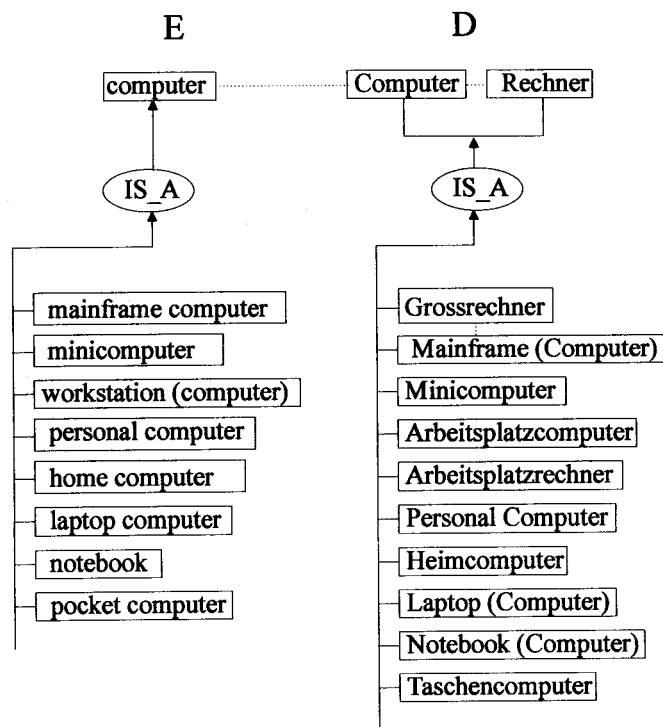 E
D
computer
Computer
Rechner
IS_A
IS_A
mainframe computer
minicomputer
workstation (computer)
personal computer
home computer
laptop computer
notebook
pocket computer
Grossrechner
Mainframe (Computer)
Minicomputer
Arbeitsplatzcomputer
Arbeitsplatzrechner
Personal Computer
Heimcomputer
Laptop (Computer)
Notebook (Computer)
Taschencomputer